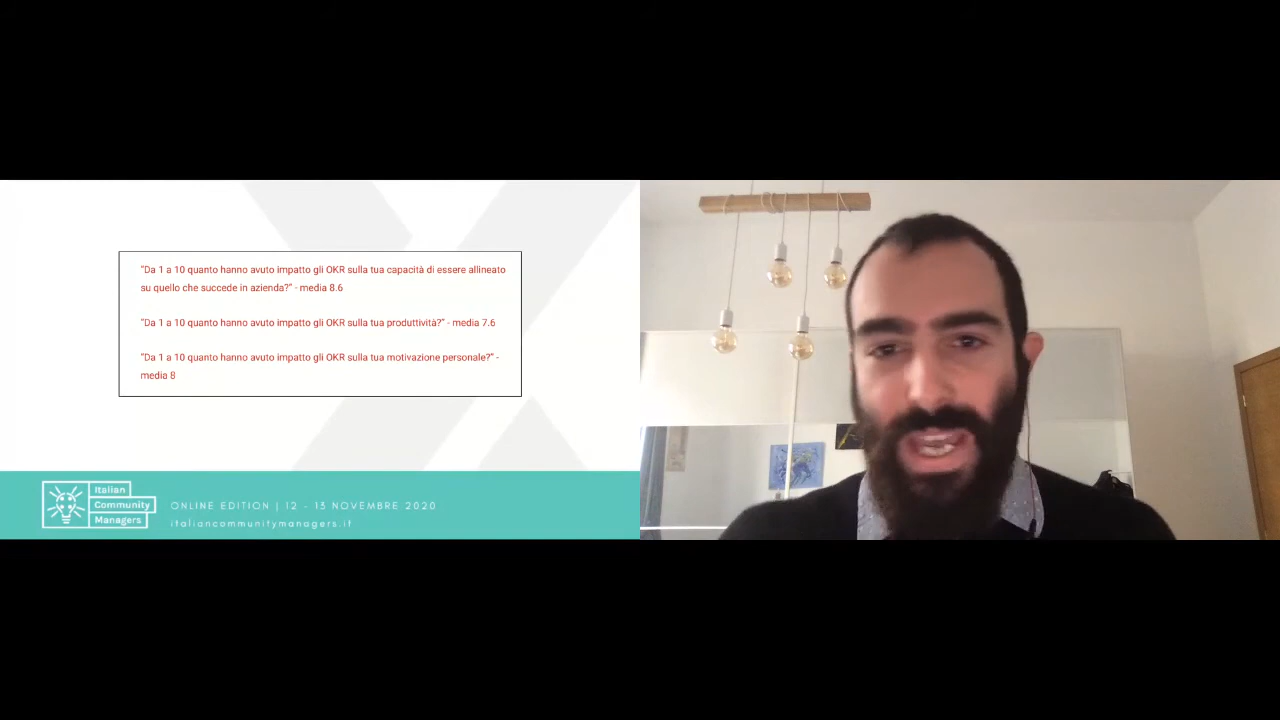 "Da 1 a 10 quanto hanno avuto impatto gli OKR sulla tua capacità di essere allineato
su quello che succede in azienda?" - media 8.6
"Da 1 a 10 quanto hanno avuto impatto gli OKR sulla tua produttività?" - media 7.6
"Da 1 a 10 quanto hanno avuto impatto gli OKR sulla tua motivazione personale?" -
media 8
Italian
Community
Managers
ONLINE EDITION | 12 - 13 NOVEMBRE 2020
italiancommunitymanagers.it